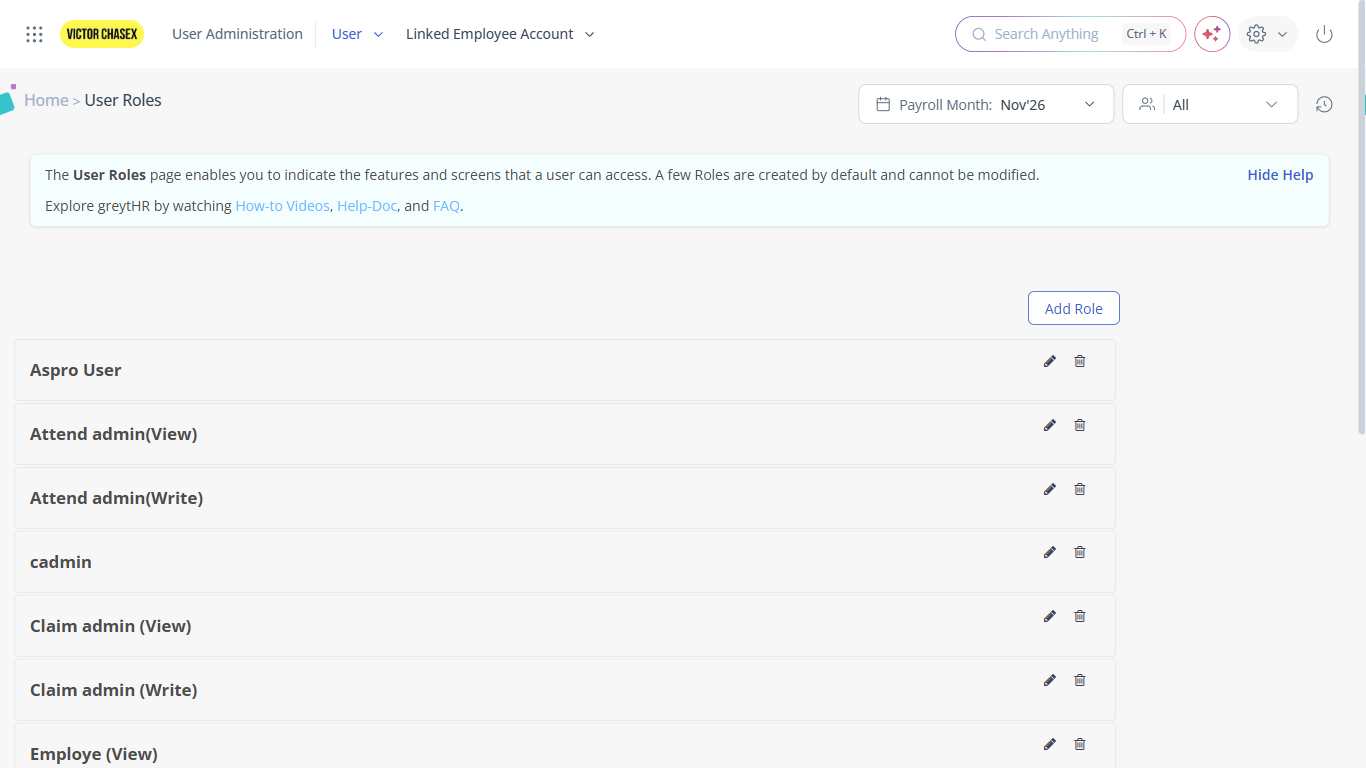 VICTOR CHASEX
User Administration
User
Linked Employee Account
Search Anything
Ctrl + K
Home > User Roles
Payroll Month: Nov'26
All
The User Roles page enables you to indicate the features and screens that a user can access. A few Roles are created by default and cannot be modified.
Hide Help
Explore greytHR by watching How-to Videos, Help-Doc, and FAQ.
Add Role
Aspro User
Attend admin(View)
Attend admin(Write)
cadmin
Claim admin (View)
Claim admin (Write)
Employe (View)